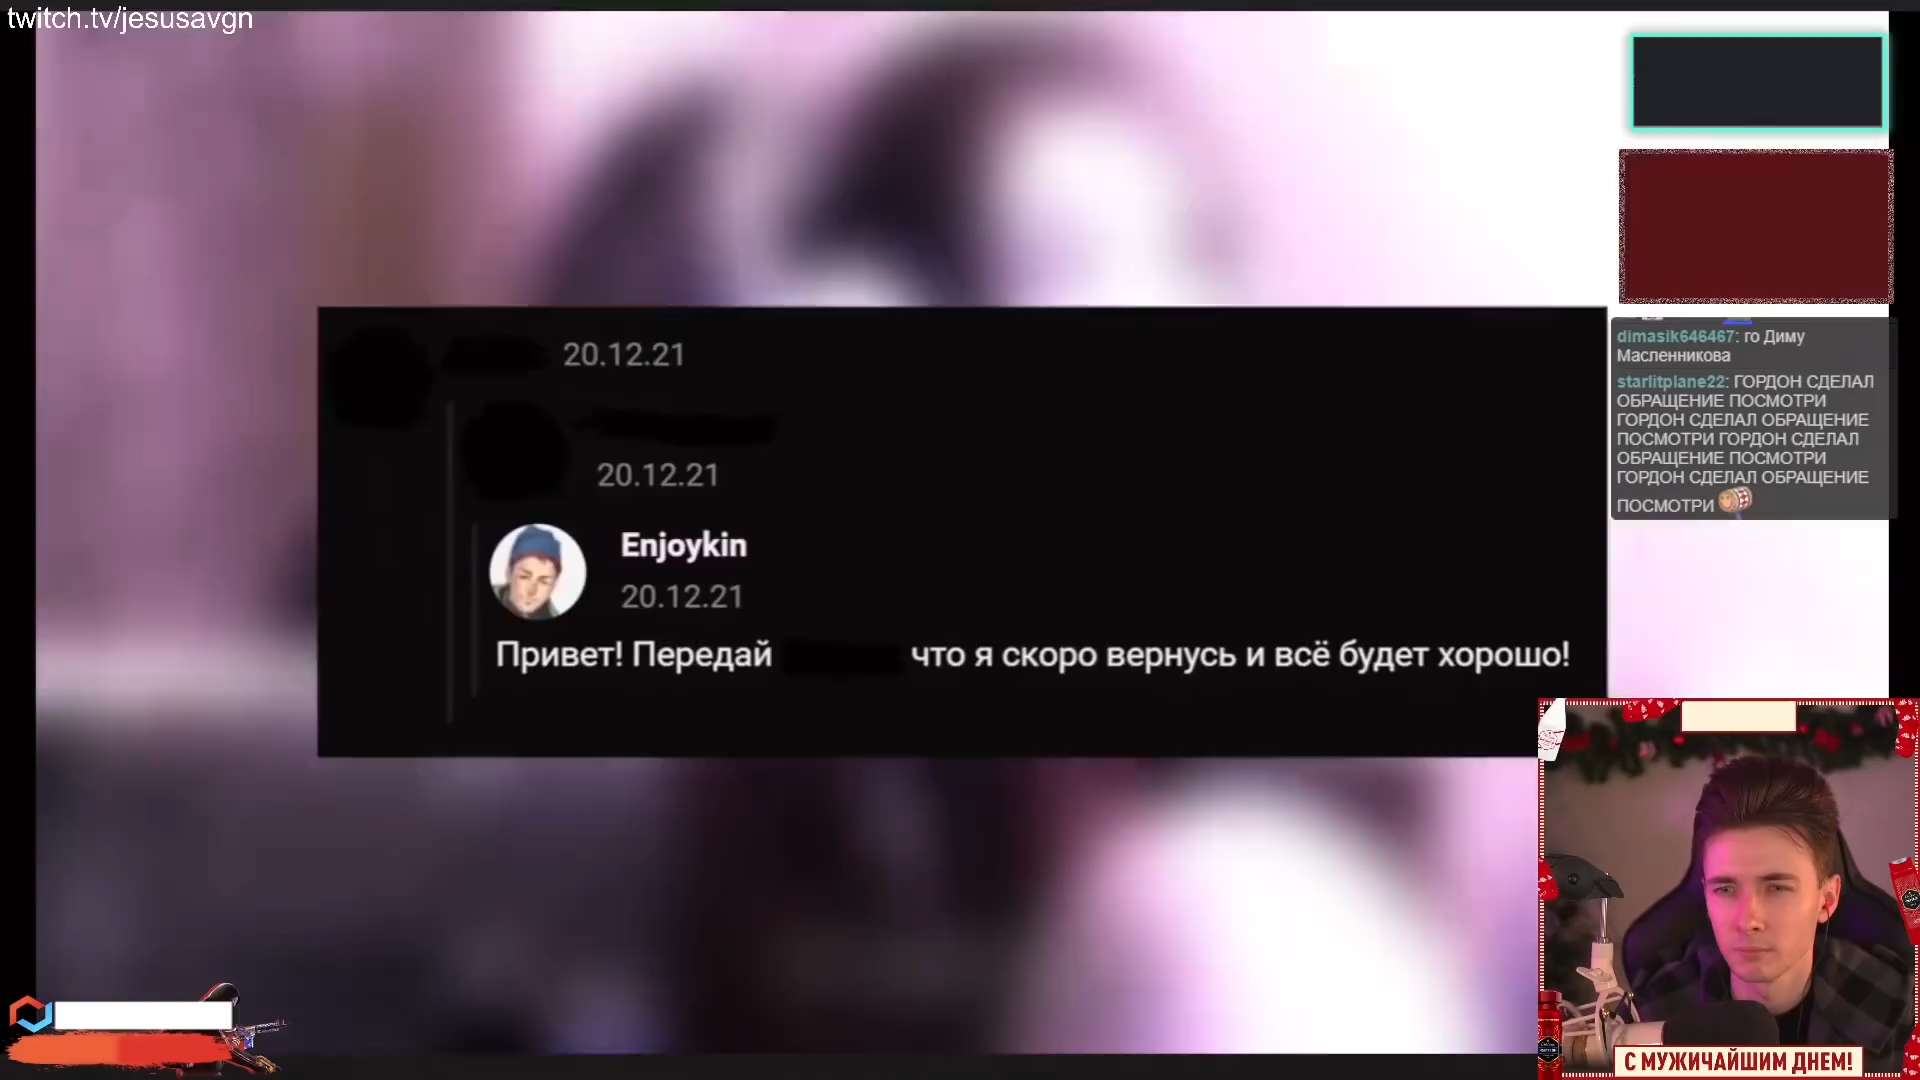 twitch.tv/jesusavgn
20.12.21
20.12.21
Enjoykin
20.12.21
Привет! Передай что я скоро вернусь и всё будет хорошо!
dimasik646467: го Диму
Масленникова
starlitplane22: ГОРДОН СДЕЛАЛ
ОБРАЩЕНИЕ ПОСМОТРИ
ГОРДОН СДЕЛАЛ ОБРАЩЕНИЕ
ПОСМОТРИ ГОРДОН СДЕЛАЛ
ОБРАЩЕНИЕ ПОСМОТРИ
ГОРДОН СДЕЛАЛ ОБРАЩЕНИЕ
ПОСМОТРИ
С МУЖИЧАЙШИМ ДНЕМ!